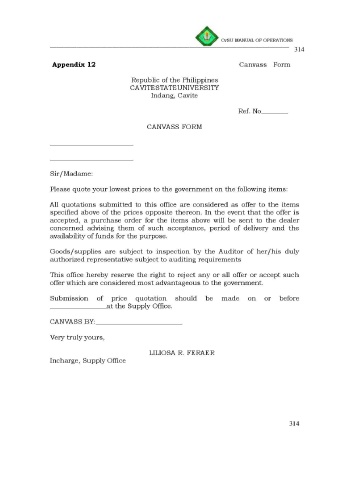 CvSU MANUAL OF OPERATIONS
314
Appendix 12 Canvass Form
Republic of the Philippines
CAVITESTATEUNIVERSITY
Indang, Cavite
Ref. No________
CANVASS FORM
_________________________
_________________________
Sir/Madame:
Please quote your lowest prices to the government on the following items:
All quotations submitted to this office are considered as offer to the items
specified above of the prices opposite thereon. In the event that the offer is
accepted, a purchase order for the items above will be sent to the dealer
concerned advising them of such acceptance, period of delivery and the
availability of funds for the purpose.
Goods/supplies are subject to inspection by the Auditor of her/his duly
authorized representative subject to auditing requirements
This office hereby reserve the right to reject any or all offer or accept such
offer which are considered most advantageous to the government.
Submission of price quotation should be made on or before
_________________at the Supply Office.
CANVASS BY:__________________________
Very truly yours,
LILIOSA R. FERAER
Incharge, Supply Office
314